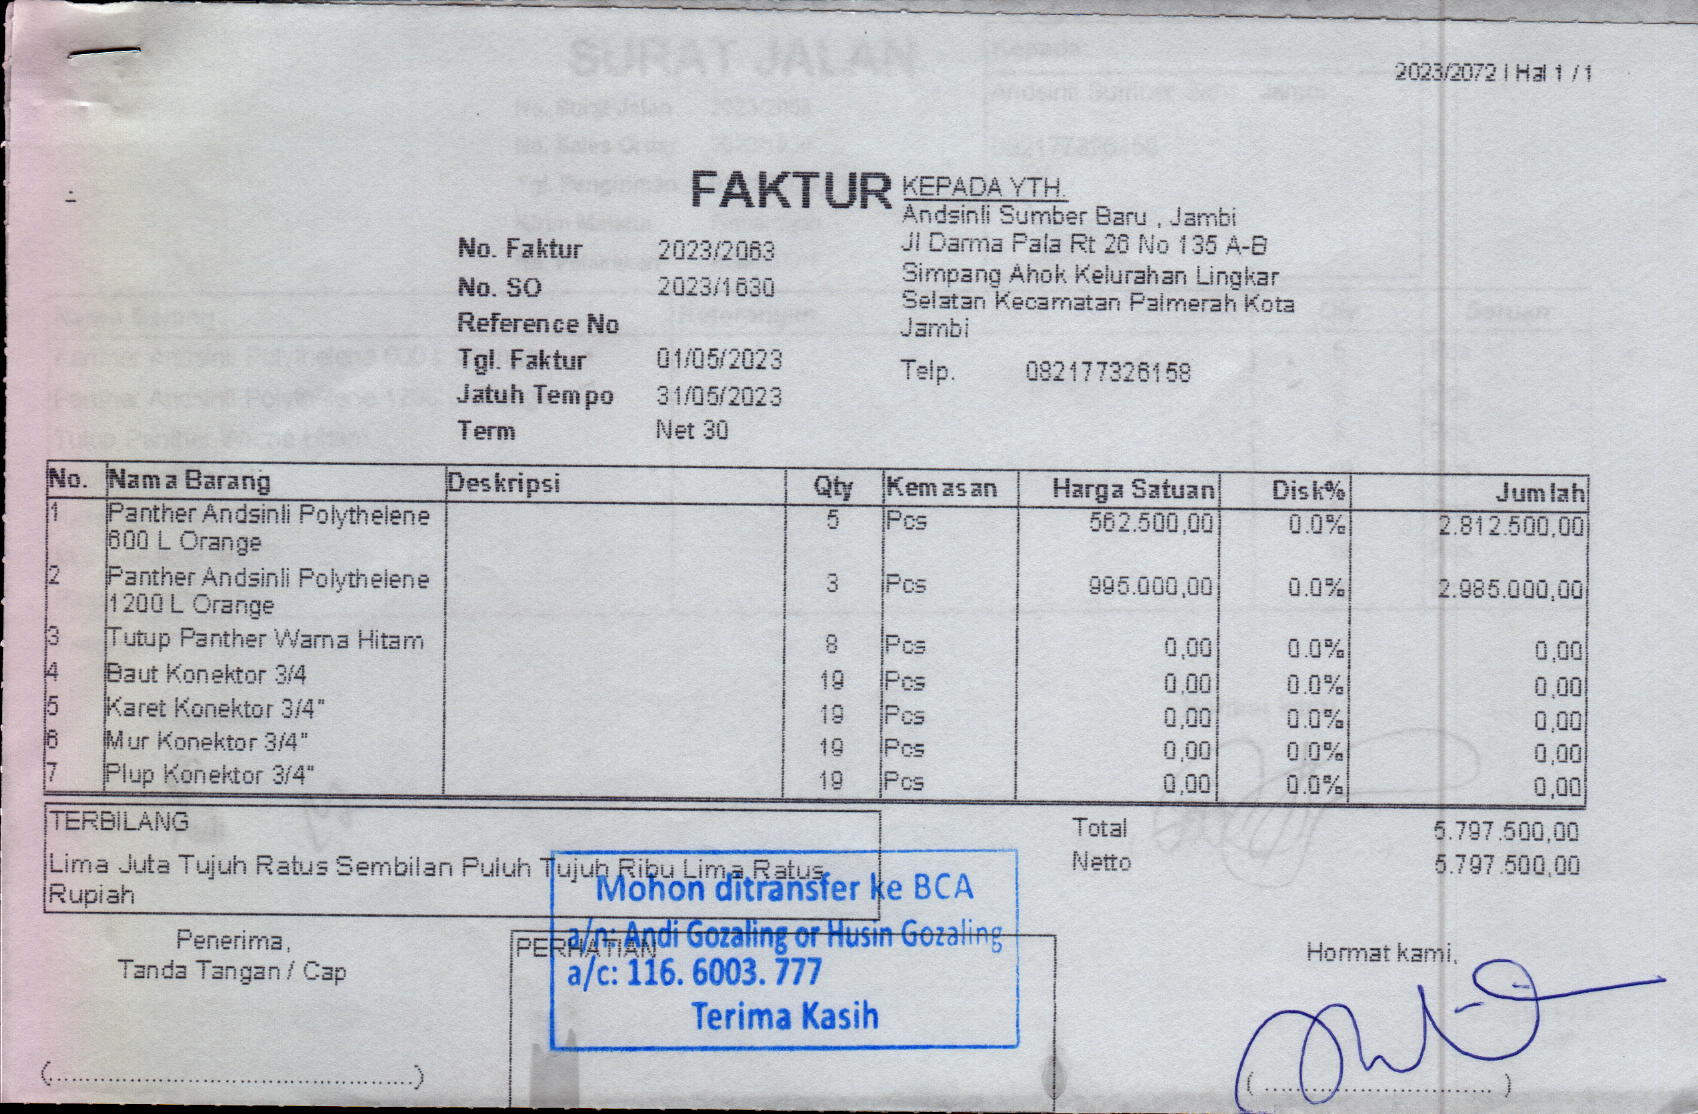 2023/2072 | Hal 1 / 1
FAKTUR
KEPADA YTH.
Andsinli Sumber Baru , Jambi
Jl Darma Pala Rt 26 No 135 A-B
Simpang Ahok Kelurahan Lingkar
Selatan Kecamatan Palmerah Kota
Jambi
Telp. 082177326158
No. Faktur 2023/2063
No. SO 2023/1630
Reference No
Tgl. Faktur 01/05/2023
Jatuh Tempo 31/05/2023
Term Net 30
No. Nama Barang Deskripsi Qty Kemasan Harga Satuan Disk% Jumlah
1 Panther Andsinli Polythelene 5 Pcs 562.500,00 0.0% 2.812.500,00
600 L Orange
2 Panther Andsinli Polythelene 3 Pcs 995.000,00 0.0% 2.985.000,00
1200 L Orange
3 Tutup Panther Warna Hitam 8 Pcs 0,00 0.0% 0,00
4 Baut Konektor 3/4 19 Pcs 0,00 0.0% 0,00
5 Karet Konektor 3/4" 19 Pcs 0,00 0.0% 0,00
6 Mur Konektor 3/4" 19 Pcs 0,00 0.0% 0,00
7 Plup Konektor 3/4" 19 Pcs 0,00 0.0% 0,00
TERBILANG
Lima Juta Tujuh Ratus Sembilan Puluh Tujuh Ribu Lima Ratus
Rupiah
Total 5.797.500,00
Netto 5.797.500,00
Mohon ditransfer ke BCA
a/n: Andi Gozaling or Husin Gozaling
a/c: 116. 6003. 777
Terima Kasih
Penerima,
Tanda Tangan / Cap
PERHATIAN
Hormat kami,
SURAT JALAN